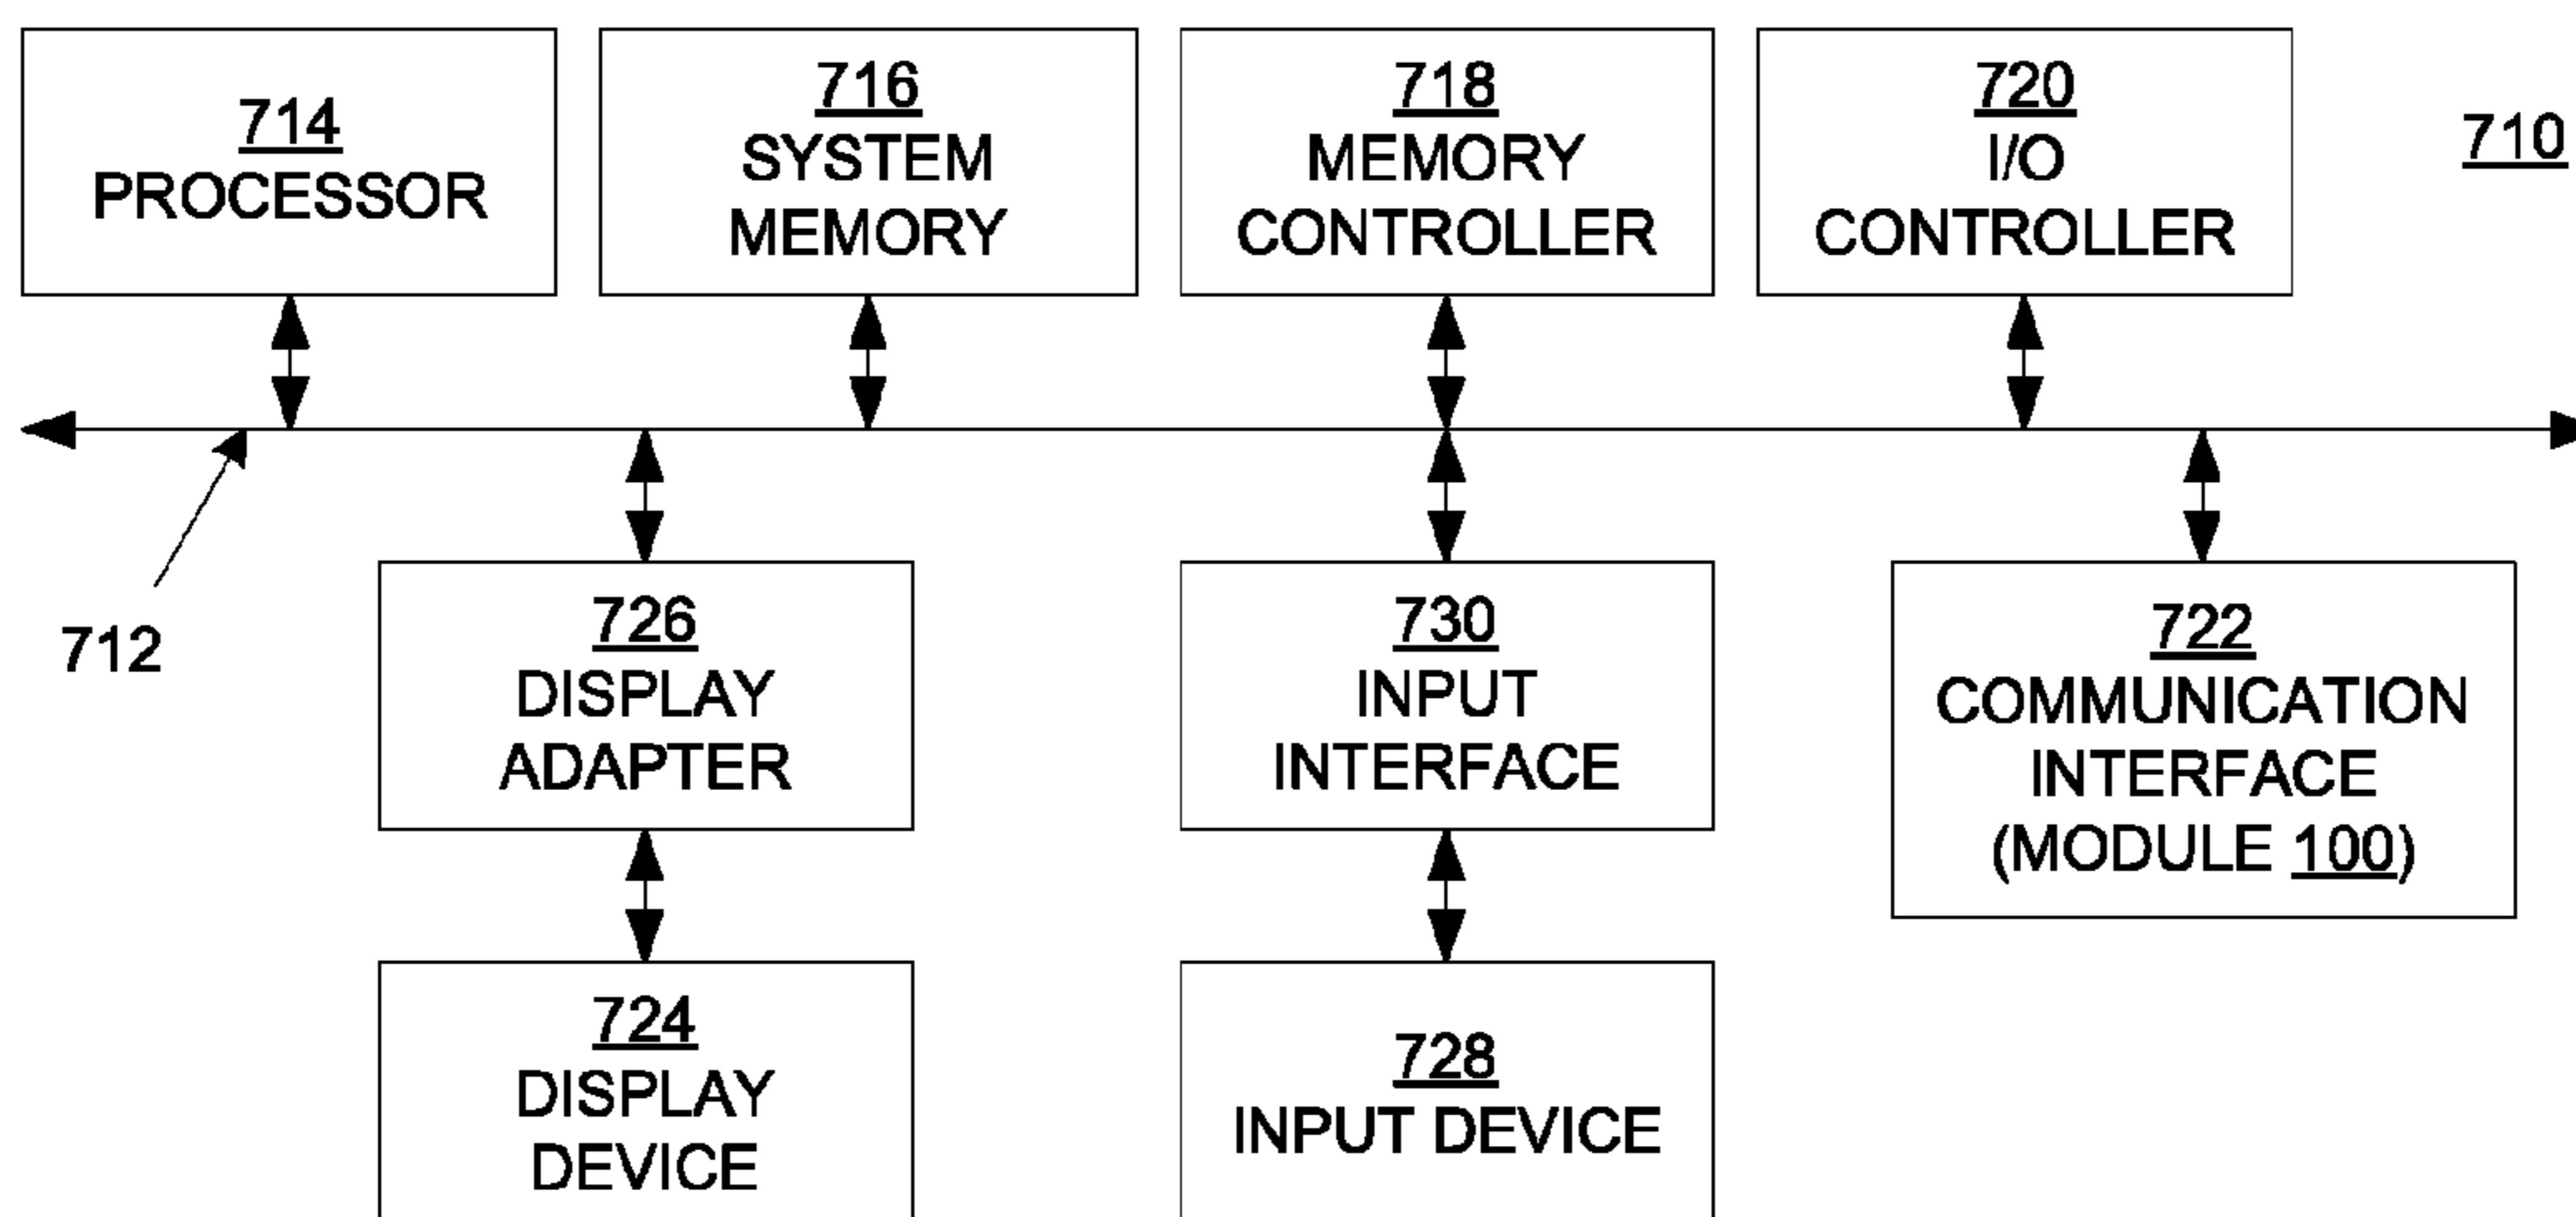 714
PROCESSOR
716
SYSTEM
MEMORY
718
MEMORY
CONTROLLER
720
I/O
CONTROLLER
710
712
726
DISPLAY
ADAPTER
730
INPUT
INTERFACE
722
COMMUNICATION
INTERFACE
(MODULE 100)
724
DISPLAY
DEVICE
728
INPUT DEVICE